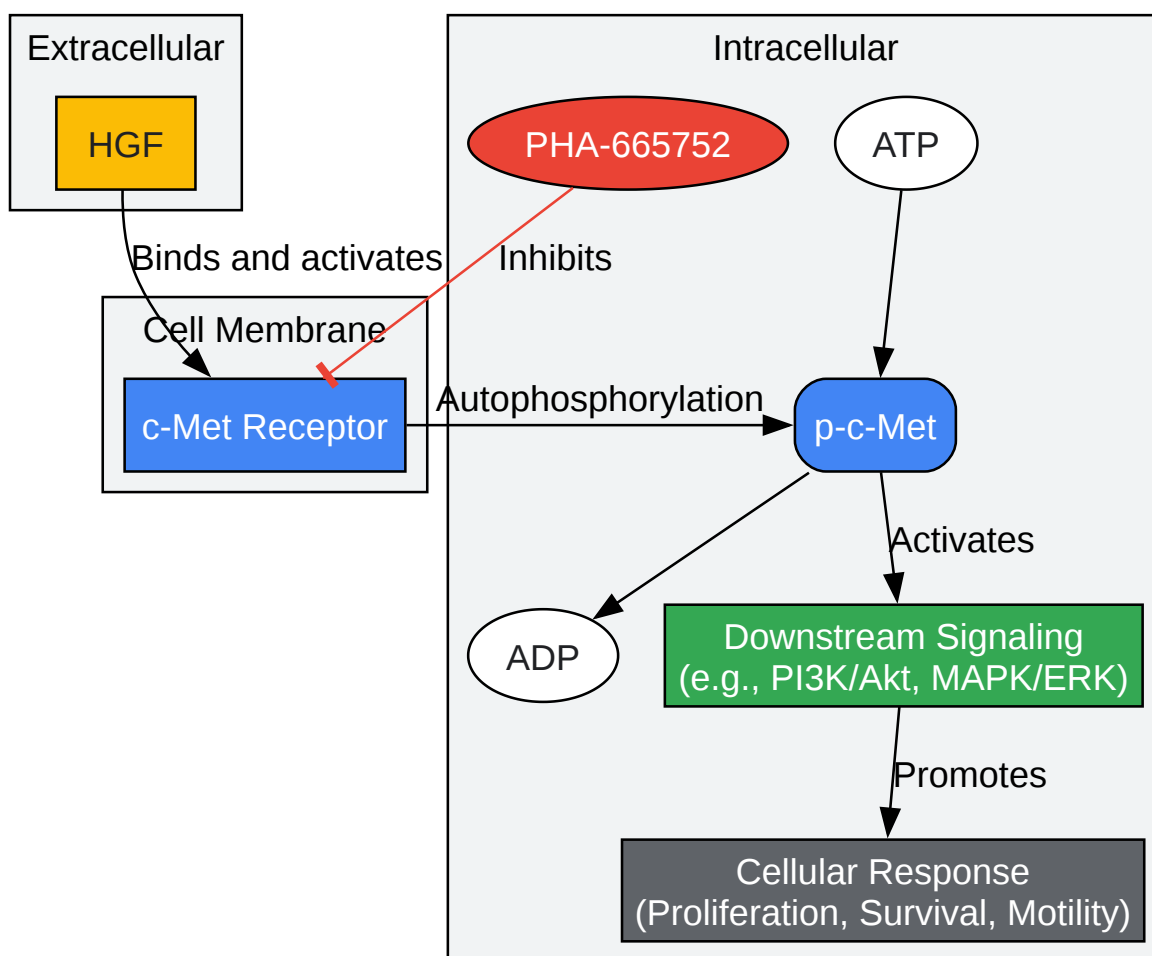 Extracellular
Intracellular
HGF
PHA-665752
ATP
Binds and activates
Inhibits
Cell Membrane
c-Met Receptor
Autophosphorylation
p-c-Met
Activates
ADP
Downstream Signaling
(e.g., PI3K/Akt, MAPK/ERK)
Promotes
Cellular Response
(Proliferation, Survival, Motility)